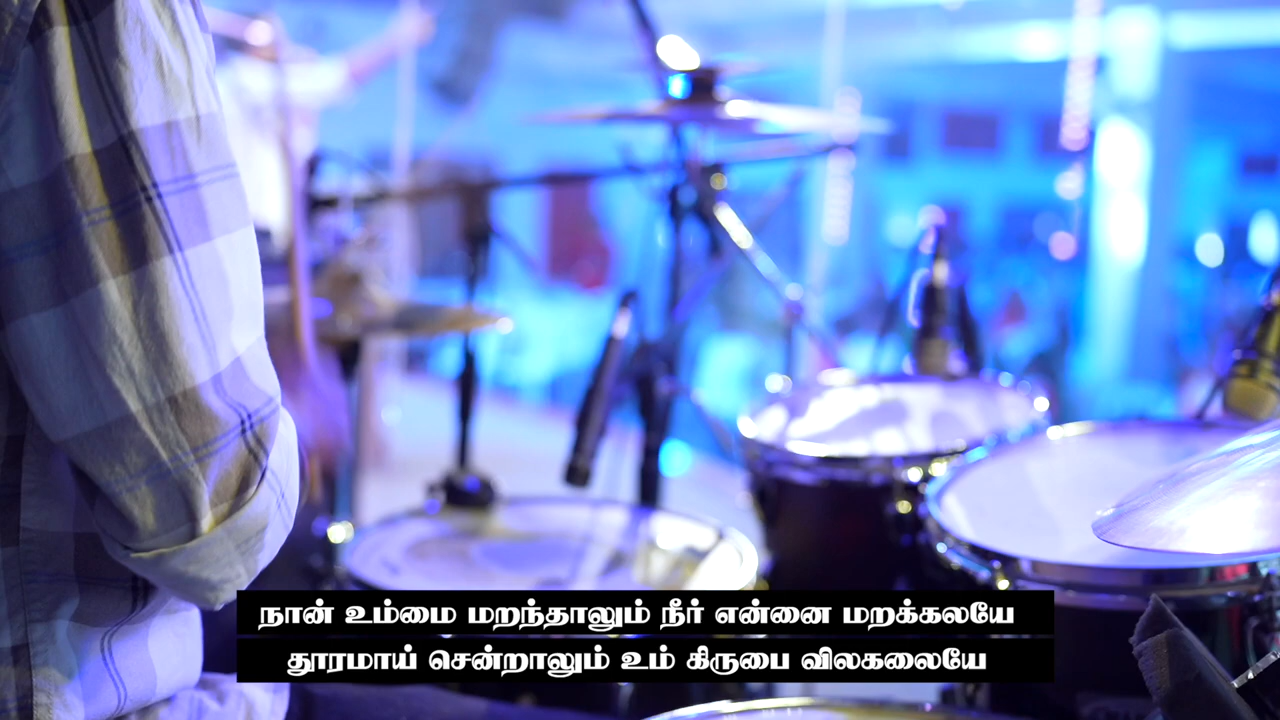 நான் உம்மை மறந்தாலும் நீர் என்னை மறக்கலயே
தூரமாய் சென்றாலும் உம் கிருபை விலகலையே